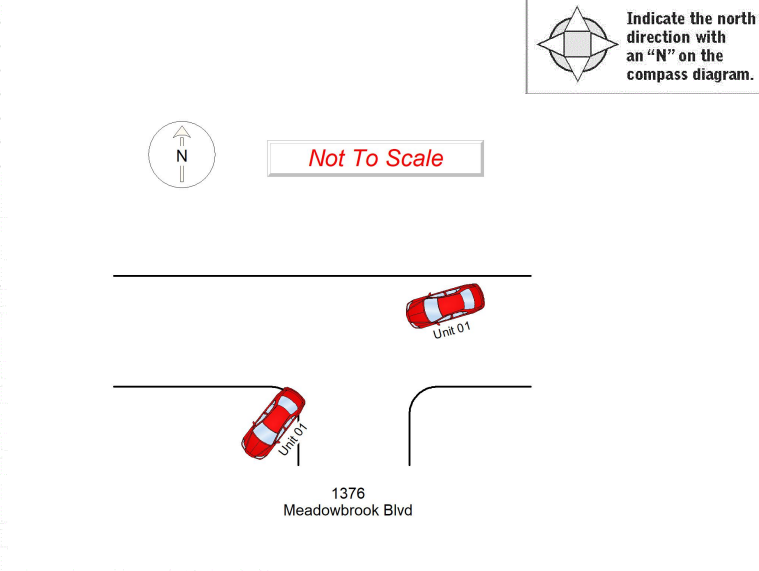 Indicate the north
direction with
an “N” on the
compass diagram.
N
Not To Scale
Unit 01
Unit 01
1376
Meadowbrook Blvd